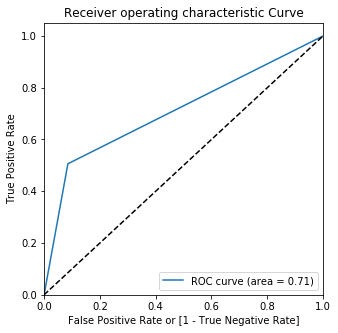 Receiver operating characteristic Curve
True Positive Rate
1.0
0.8
0.6
0.4
0.2
0.0
ROC curve (area = 0.71)
0.0 0.2 0.4 0.6 0.8 1.0
False Positive Rate or [1 - True Negative Rate]